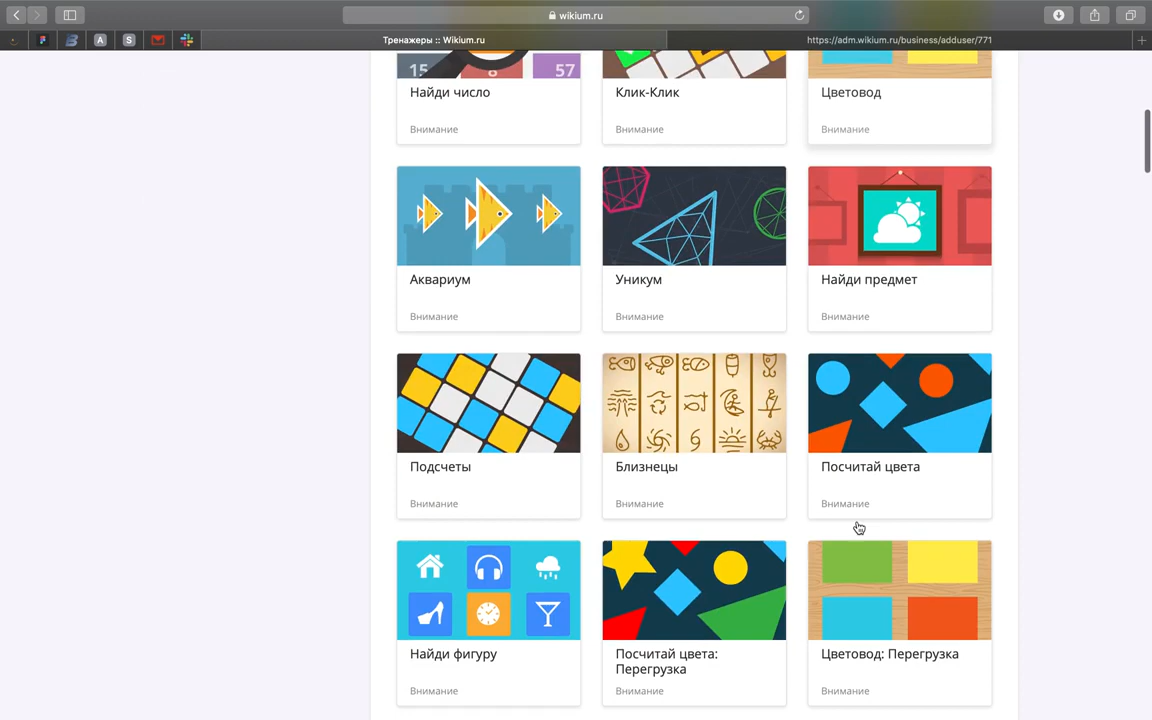 wikium.ru
Тренажеры :: Wikium.ru
https://adm.wikium.ru/business/adduser/771
A
S
15
8
57
Найди число
Клик-Клик
Цветовод
Внимание
Внимание
Внимание
Аквариум
Уникум
Найди предмет
Внимание
Внимание
Внимание
Подсчеты
Близнецы
Посчитай цвета
Внимание
Внимание
Внимание
Найди фигуру
Посчитай цвета:
Перегрузка
Цветовод: Перегрузка
Внимание
Внимание
Внимание